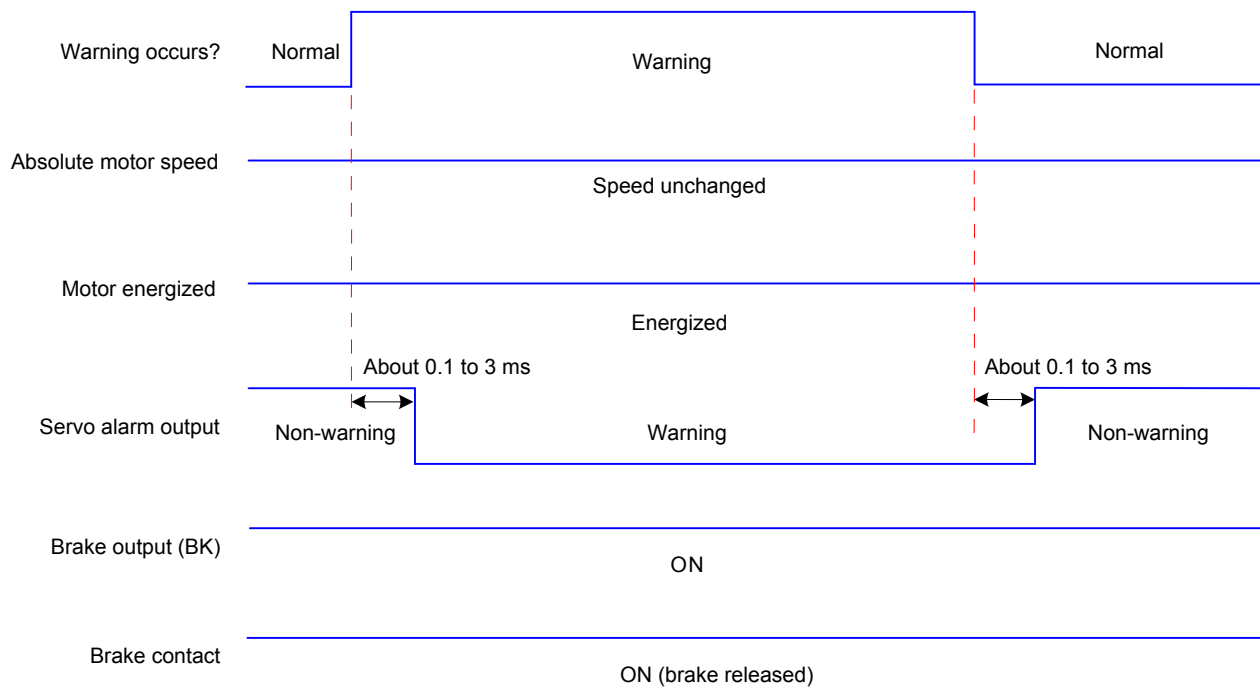 Warning occurs?
Normal
Warning
Normal
Absolute motor speed
Speed unchanged
Motor energized
Energized
About 0.1 to 3 ms
About 0.1 to 3 ms
Servo alarm output
Non-warning
Warning
Non-warning
Brake output (BK)
ON
Brake contact
ON (brake released)